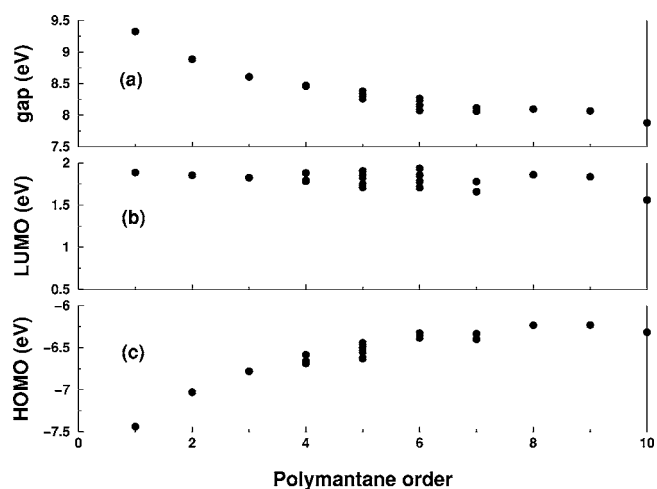 9.5
9
8.5
8
7.5
gap (eV)
(a)
2
1.5
1
0.5
LUMO (eV)
(b)
−6
−6.5
−7
−7.5
HOMO (eV)
(c)
0 2 4 6 8 10
Polymantane order